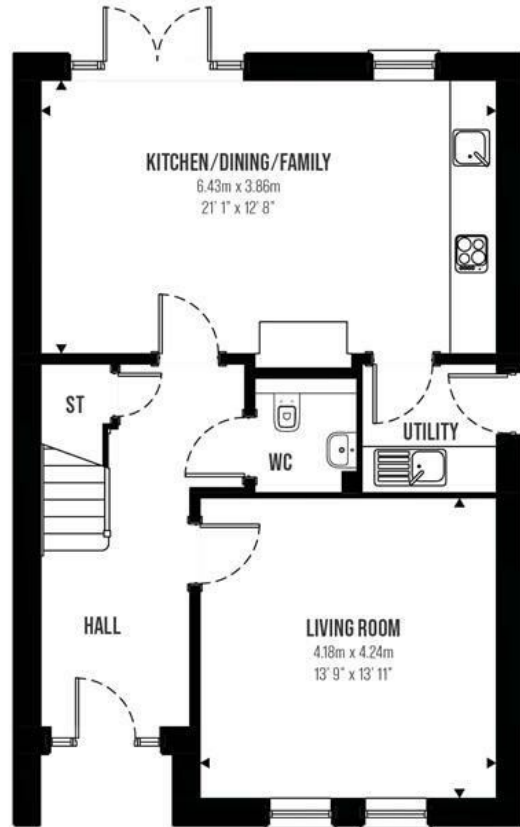 KITCHEN/DINING/FAMILY
6.43m x 3.86m
21' 1" x 12' 8"
ST
UTILITY
WC
HALL
LIVING ROOM
4.18m x 4.24m
13' 9" x 13' 11"